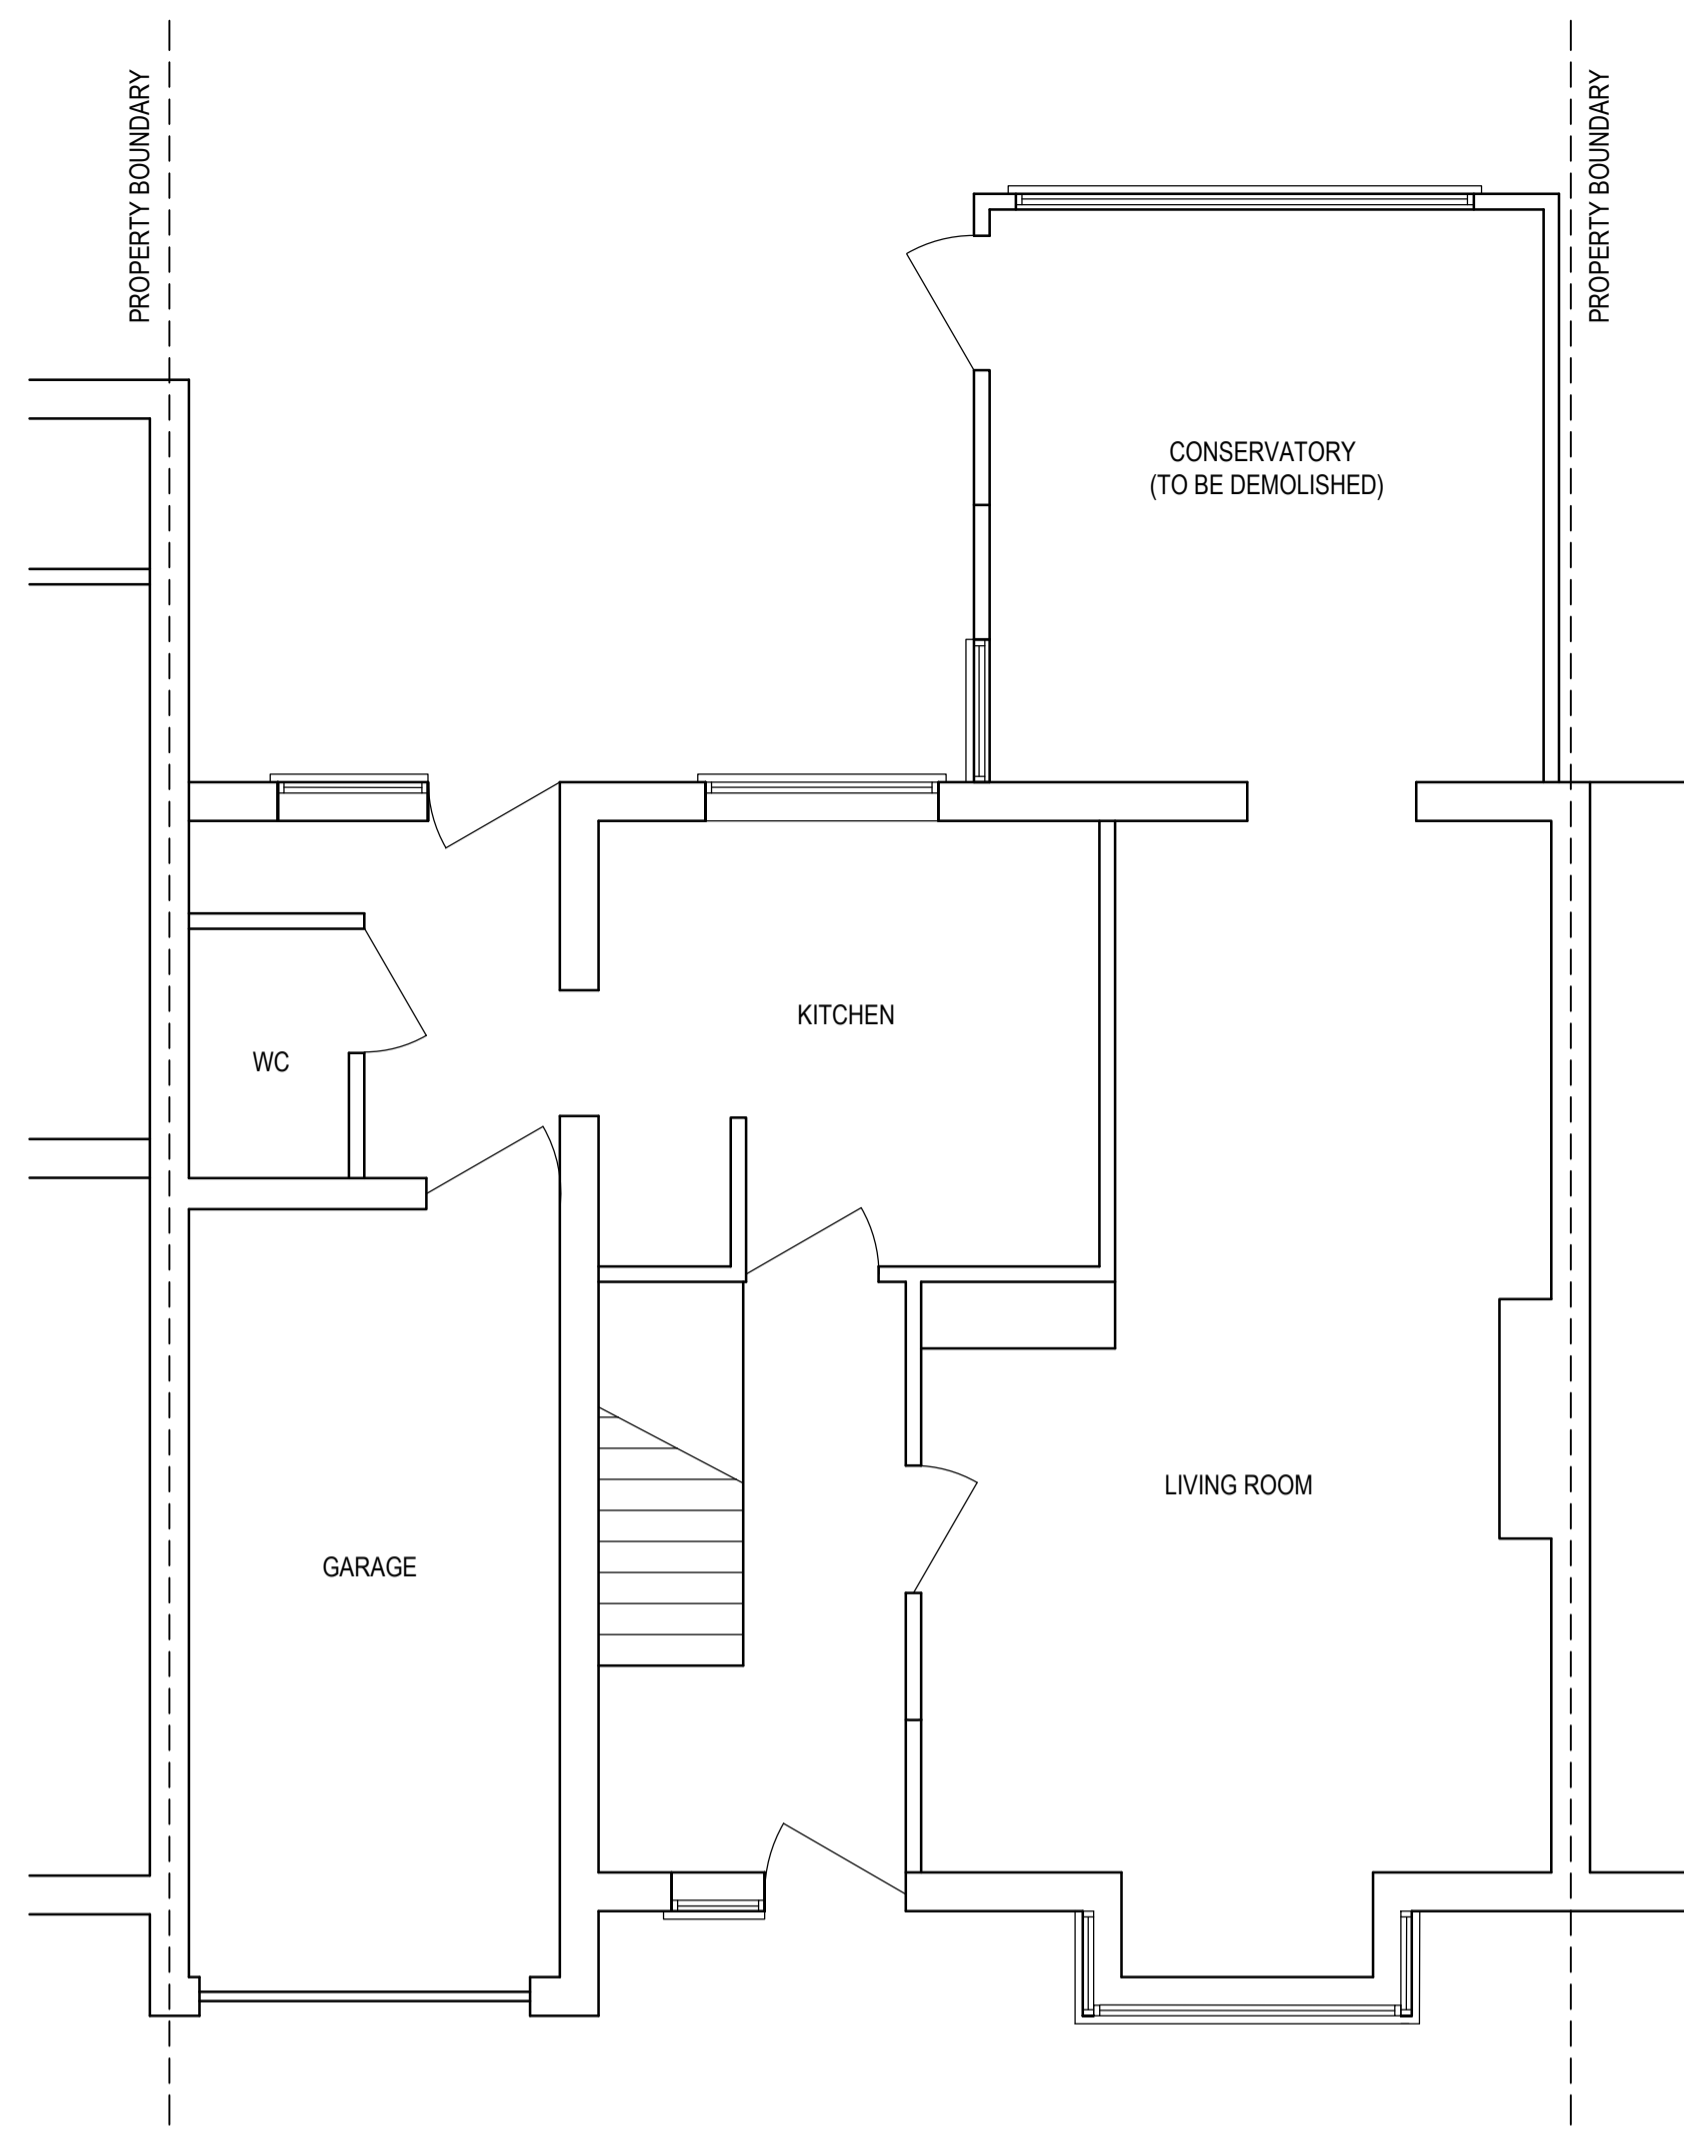 PROPERTY BOUNDARY
PROPERTY BOUNDARY
CONSERVATORY
(TO BE DEMOLISHED)
KITCHEN
WC
LIVING ROOM
GARAGE